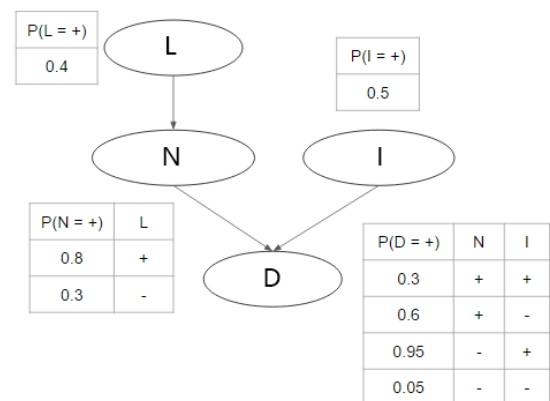 P(L = +)
0.4
L
P(I = +)
0.5
N
I
P(N = +) L
0.8 +
0.3 -
D
P(D = +) N I
0.3 + +
0.6 + -
0.95 - +
0.05 - -